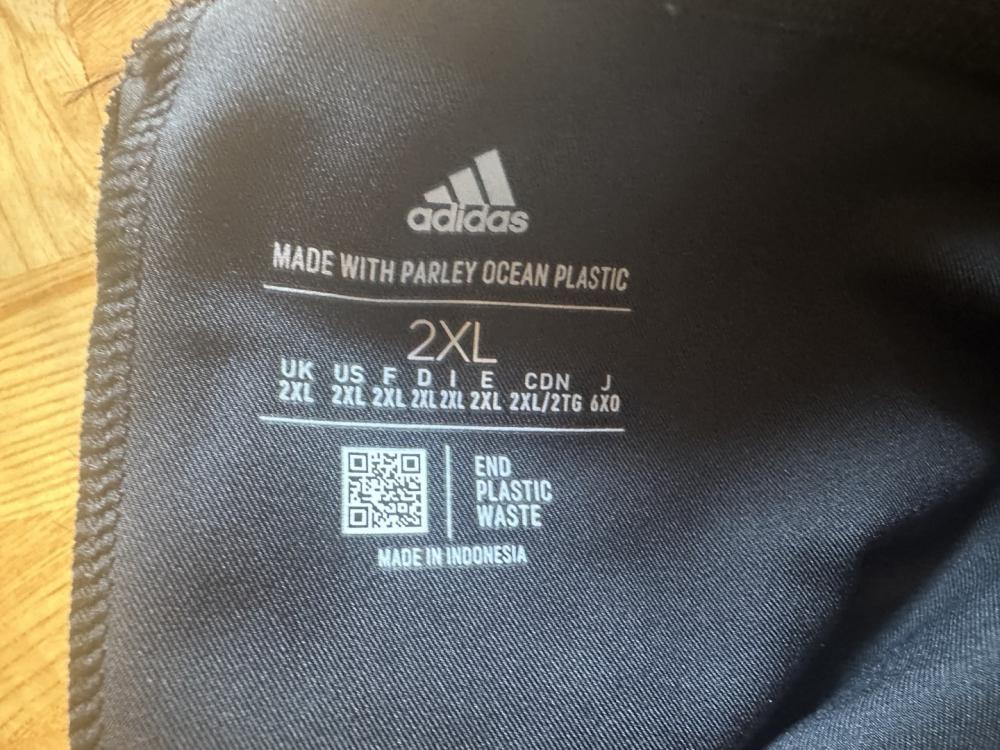 adidas
MADE WITH PARLEY OCEAN PLASTIC
2XL
UK US F D I E CDN J
2XL 2XL 2XL 2XL 2XL 2XL 2XL/2TG 6XO
END
PLASTIC
WASTE
MADE IN INDONESIA